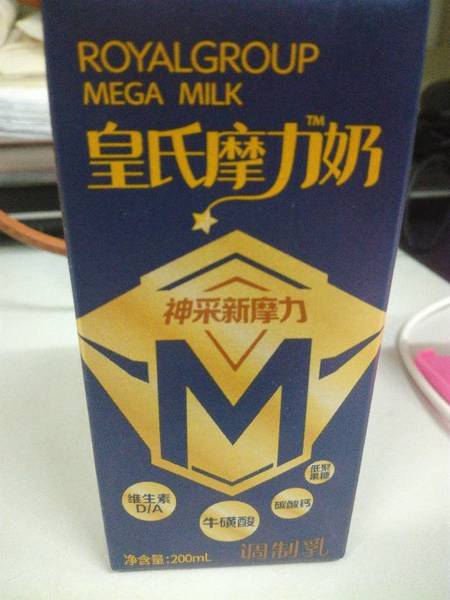 ROYALGROUP
MEGA MILK
皇氏摩力奶™
神采新摩力
M
低聚
果糖
维生素
D/A
牛磺酸
碳酸钙
净含量:200mL
调制乳